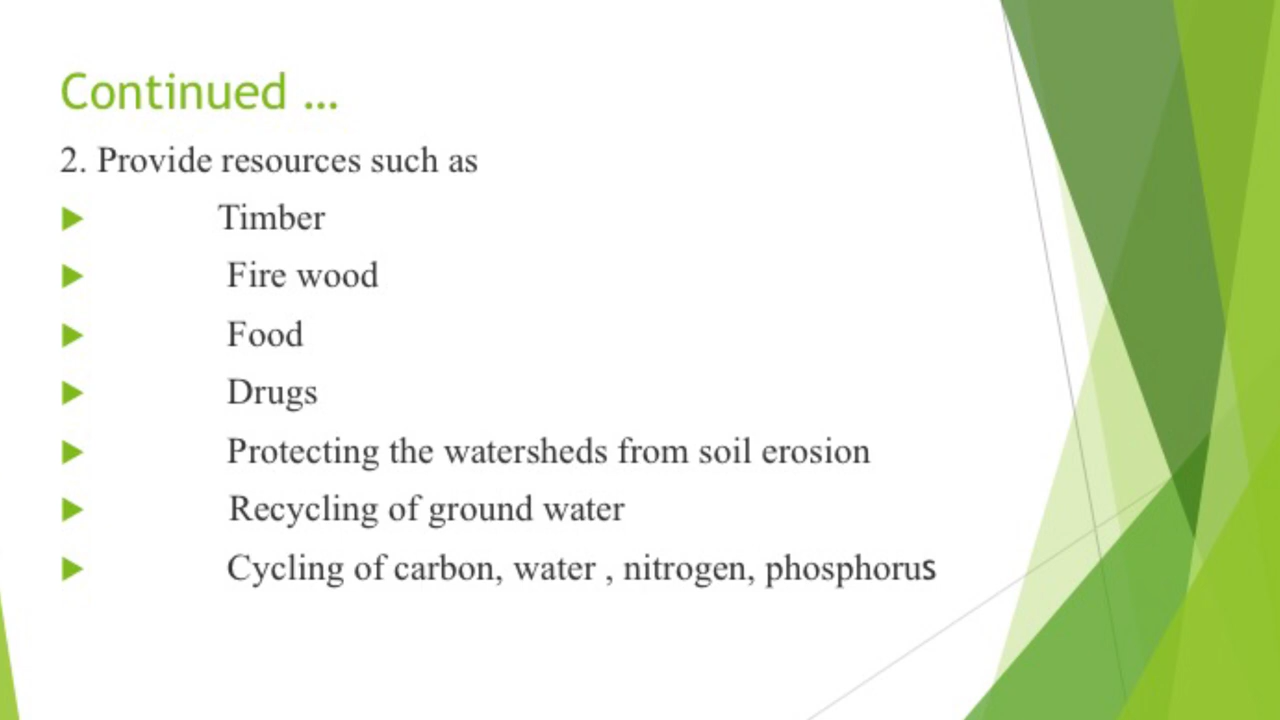 Continued ...
2. Provide resources such as
Timber
Fire wood
Food
Drugs
Protecting the watersheds from soil erosion
Recycling of ground water
Cycling of carbon, water , nitrogen, phosphorus